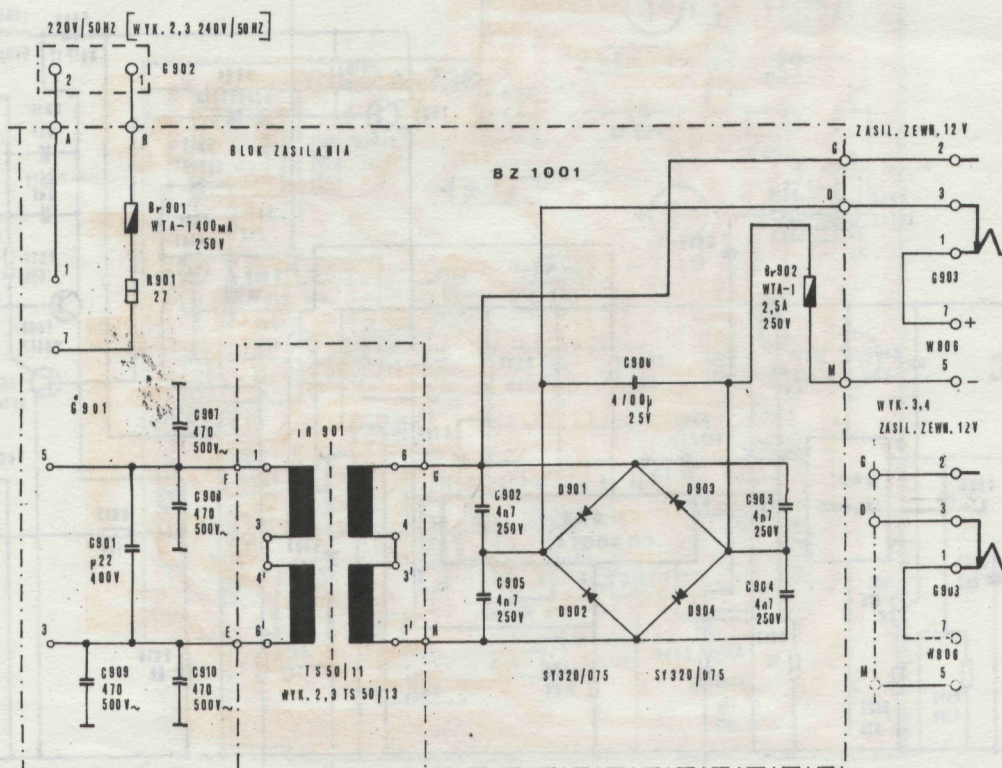 220V/50HZ [WYK. 2,3 240V/50HZ]
2
1
G902
A
B
BLOK ZASILANIA
BZ 1001
ZASIL. ZEWN. 12V
G
2
O
3
Br901
WTA-T400mA
250V
R901
27
1
7
Br902
WTA-1
2,5A
250V
1
G903
7
+
W806
5
−
M
C906
4700µ
25V
G901
C907
470
500V~
TR 901
WYK. 3,4
ZASIL. ZEWN. 12V
5
F
1
6
G
C908
470
500V~
3
4
4'
3'
C901
µ22
400V
C902
4n7
250V
D901
D903
C903
4n7
250V
C905
4n7
250V
D902
D904
C904
4n7
250V
G
2
O
3
1
G903
7
W806
M
5
3
E
6'
1'
H
C909
470
500V~
C910
470
500V~
TS50/11
WYK. 2,3 TS 50/13
SY320/075
SY320/075